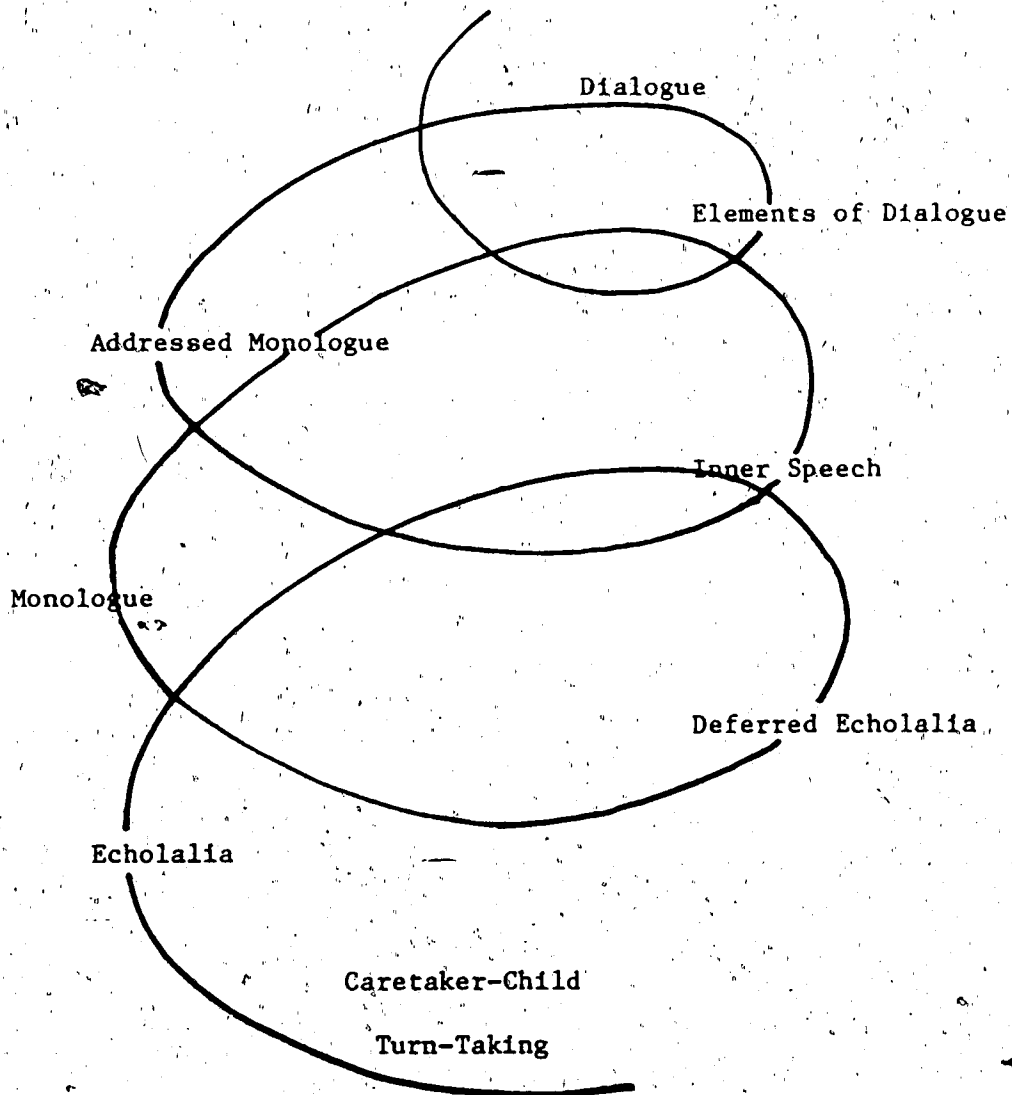 Dialogue
Elements of Dialogue
Addressed Monologue
Inner Speech
Monologue
Deferred Echolalia
Echolalia
Caretaker-Child
Turn-Taking